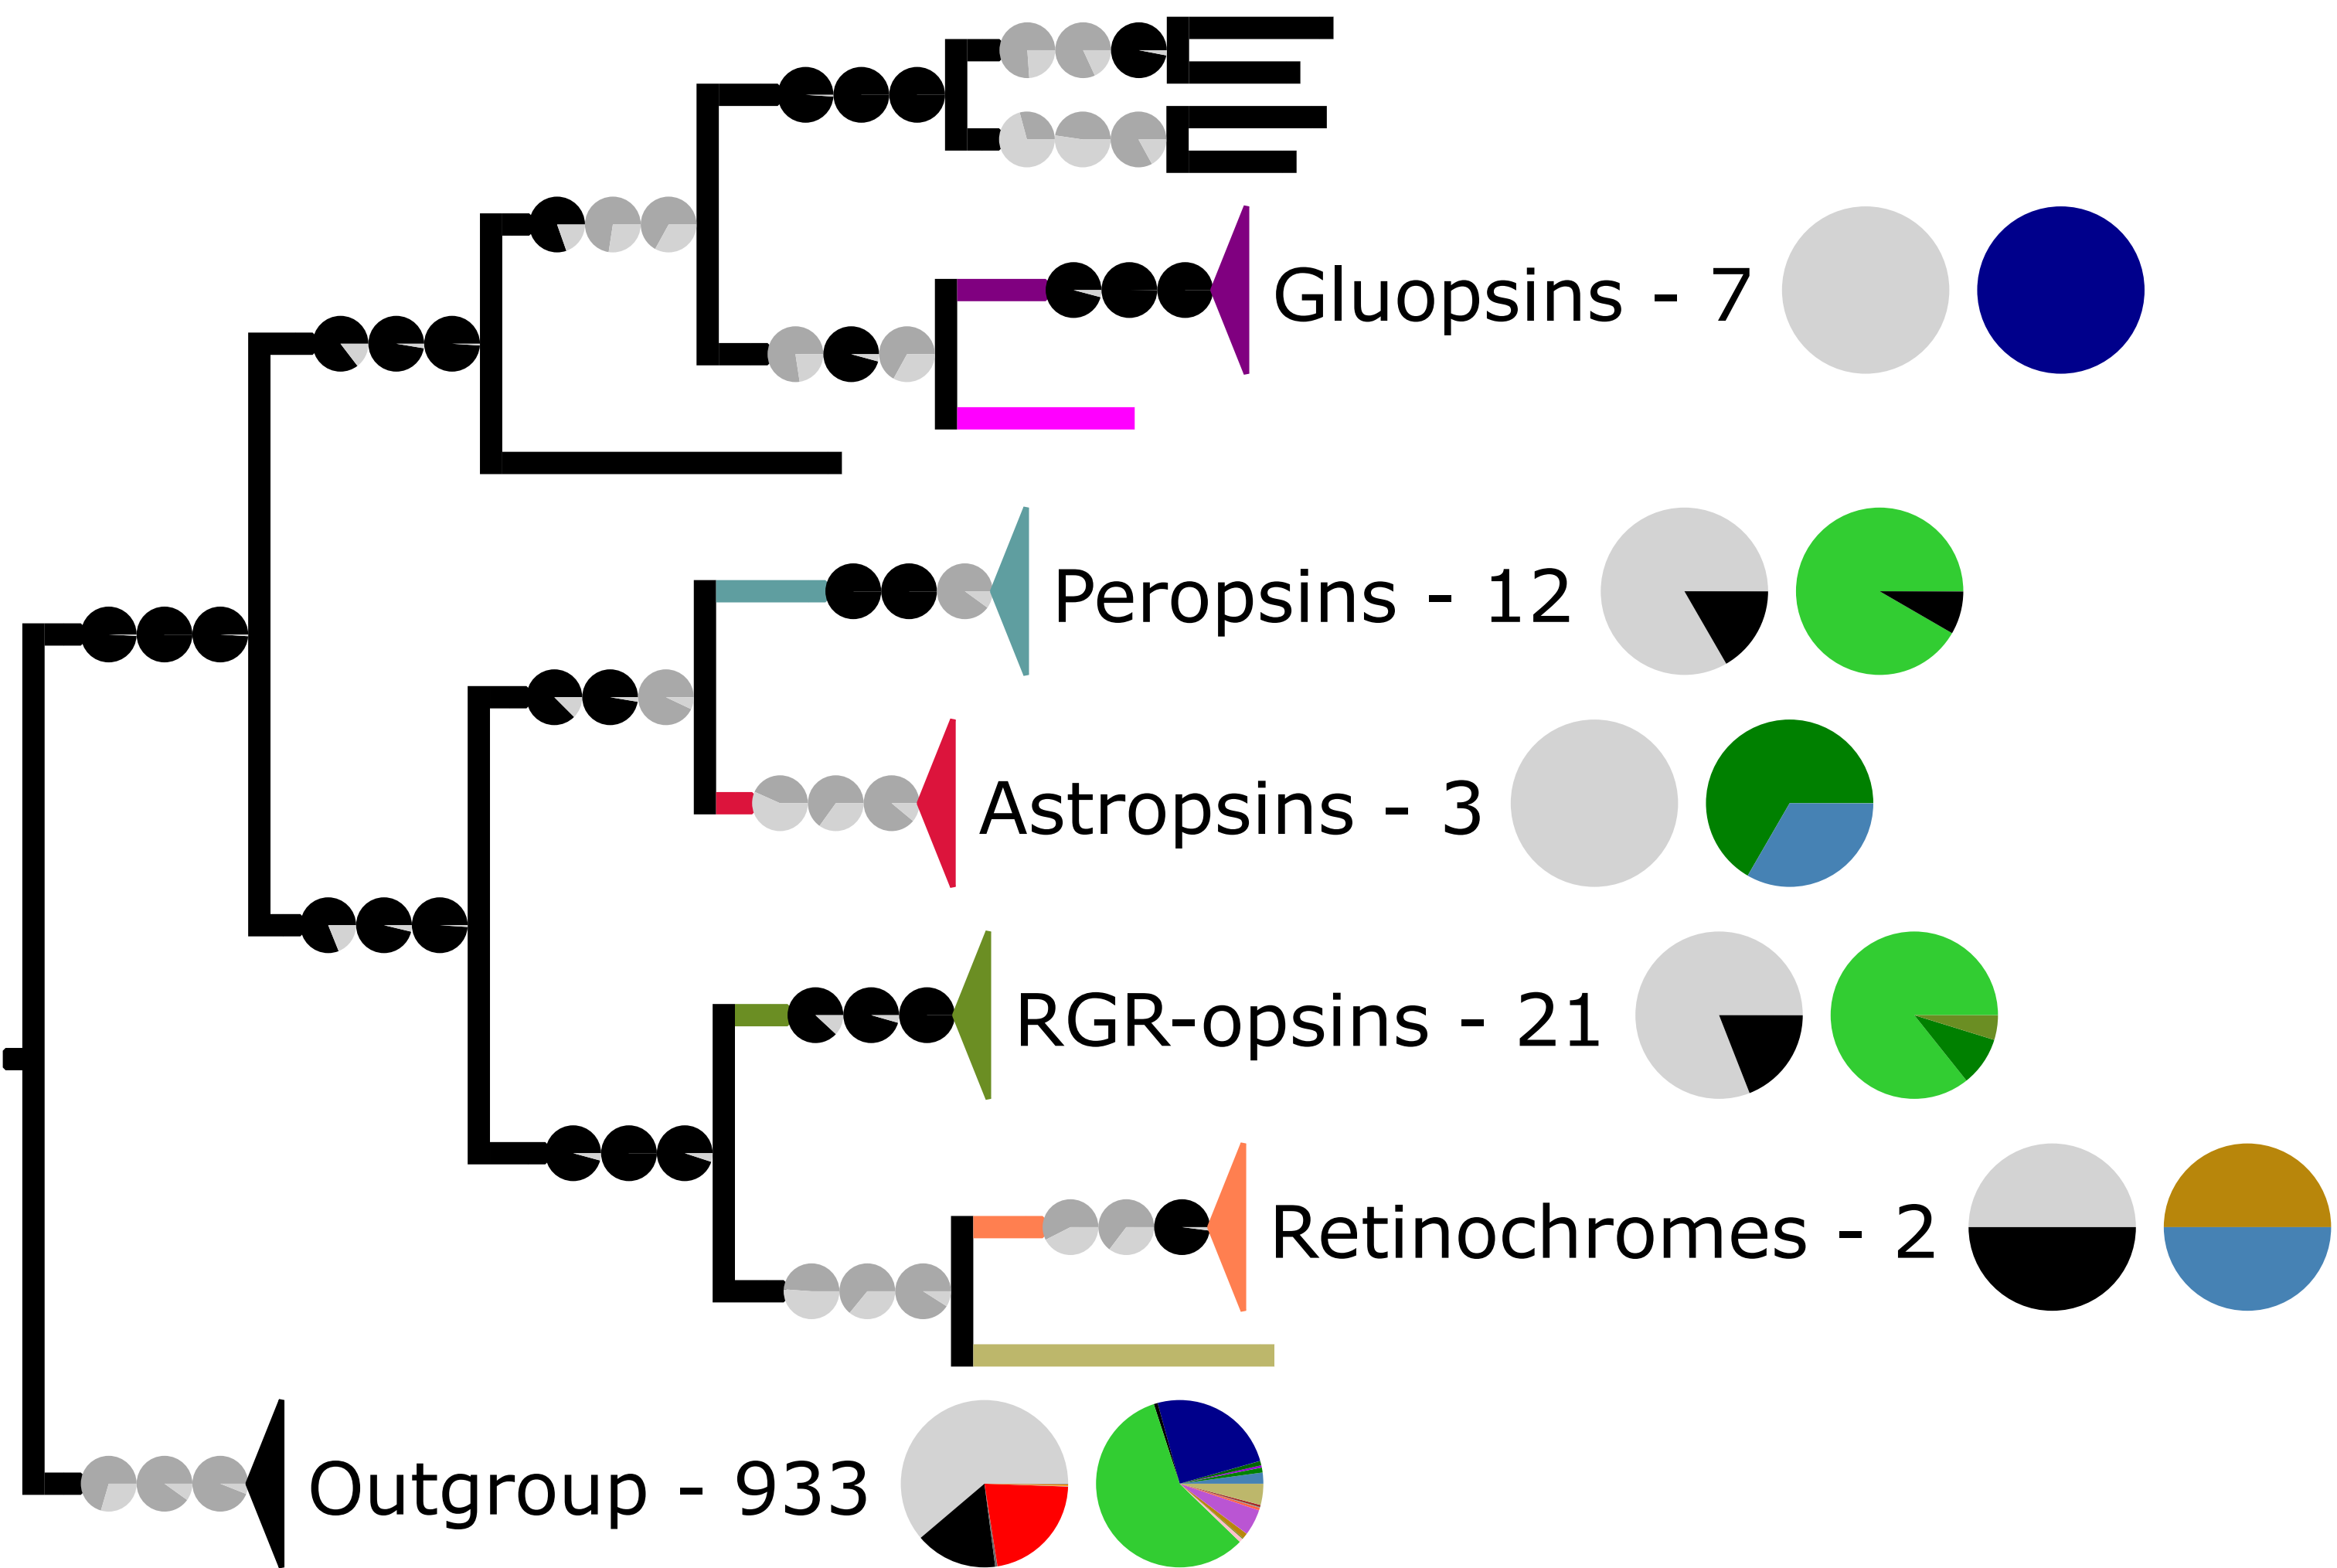 Gluopsins - 7
Peropsins - 12
Astropsins - 3
RGR-opsins - 21
Retinochromes - 2
Outgroup - 933